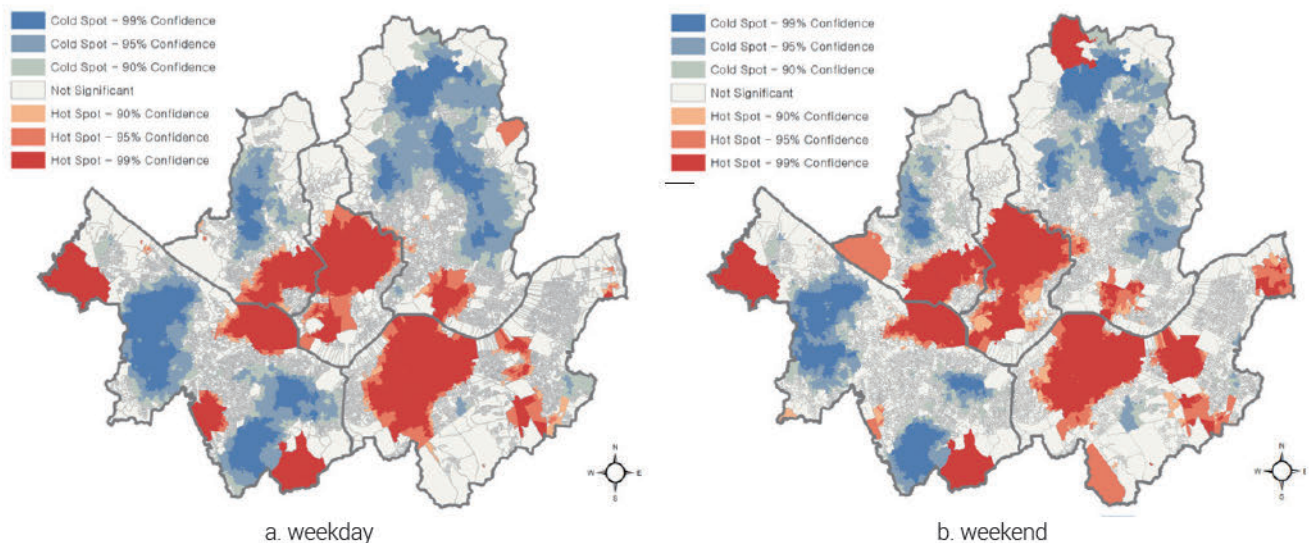 Cold Spot – 99% Confidence
Cold Spot – 95% Confidence
Cold Spot – 90% Confidence
Not Significant
Hot Spot – 90% Confidence
Hot Spot – 95% Confidence
Hot Spot – 99% Confidence
N
W E
S
a. weekday
Cold Spot – 99% Confidence
Cold Spot – 95% Confidence
Cold Spot – 90% Confidence
Not Significant
Hot Spot – 90% Confidence
Hot Spot – 95% Confidence
Hot Spot – 99% Confidence
N
W E
S
b. weekend